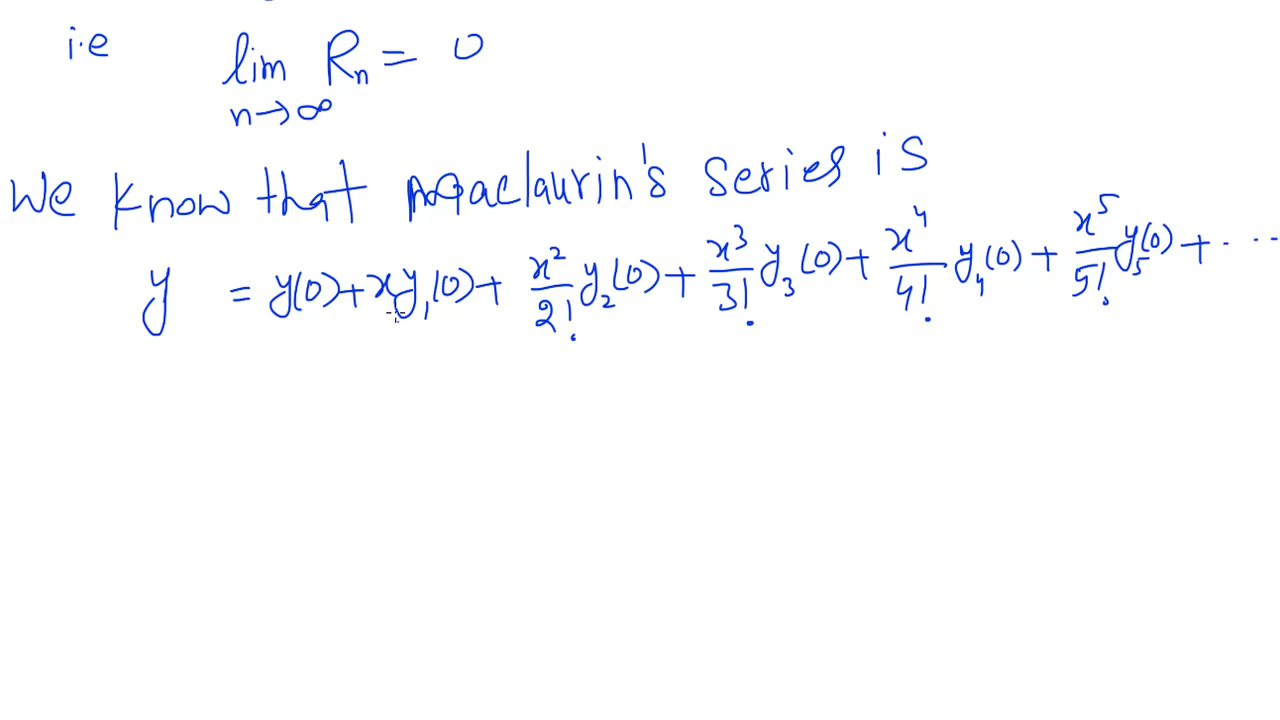 i.e lim Rₙ = 0
n→∞
We know that Maclaurin's series is
y = y(0) + xy₁(0) + x²/2! y₂(0) + x³/3! y₃(0) + x⁴/4! y₄(0) + x⁵/5! y₅(0) + ...